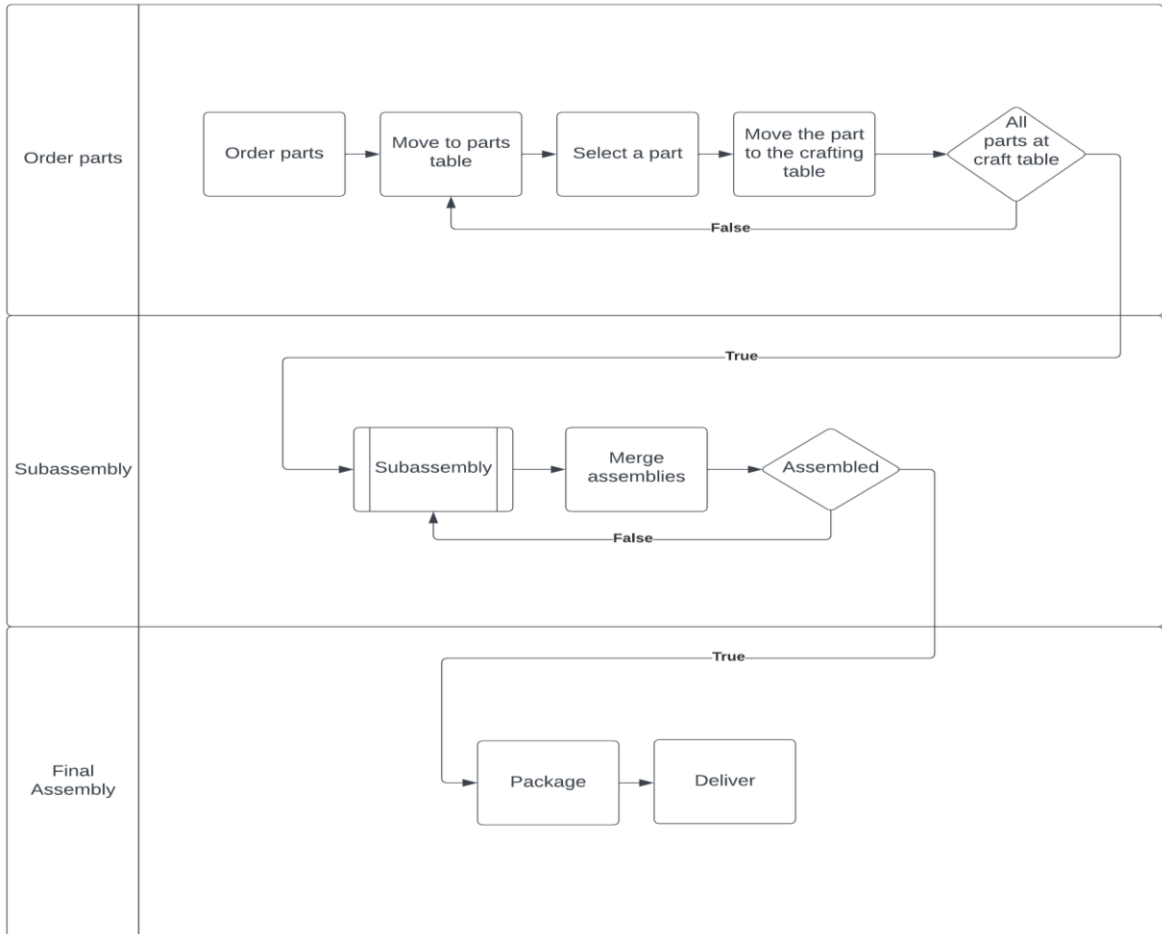 Order parts
Order parts
Move to parts
table
Select a part
Move the part
to the crafting
table
All
parts at
craft table
False
True
Subassembly
Subassembly
Merge
assemblies
Assembled
False
True
Final
Assembly
Package
Deliver